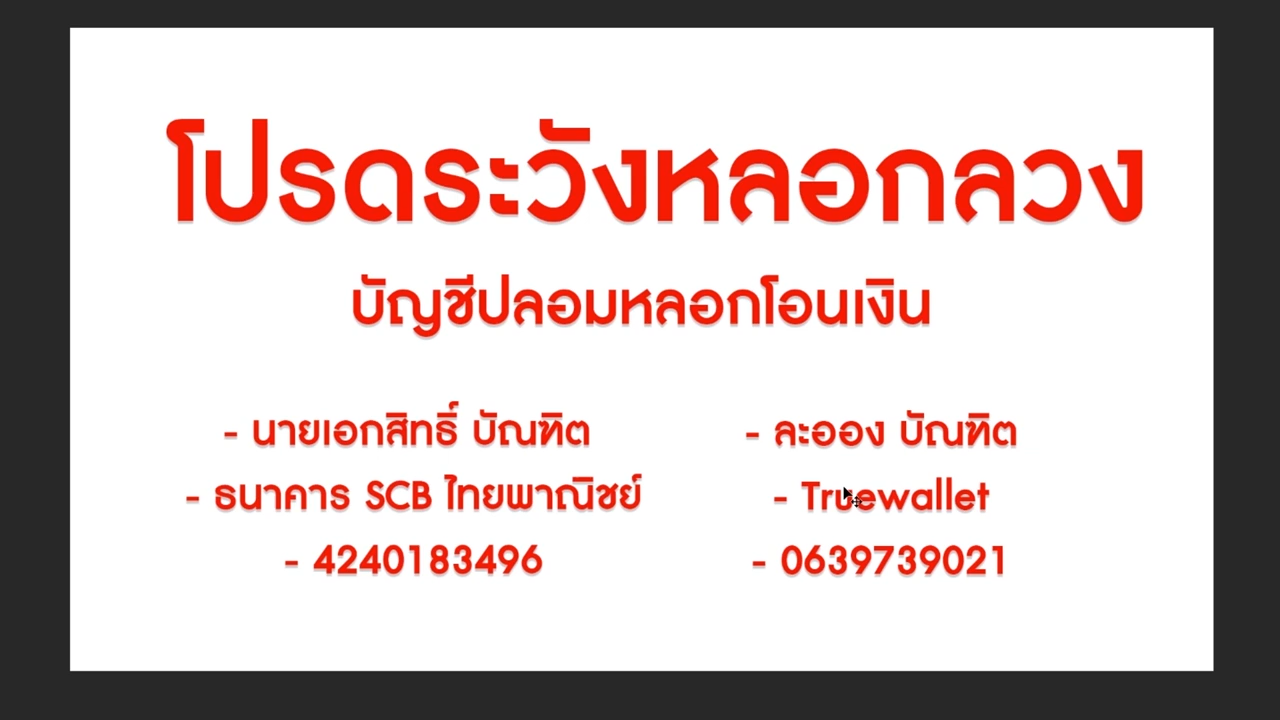 โปรดระวังหลอกลวง
บัญชีปลอมหลอกโอนเงิน
- นายเอกสิทธิ์ บัณฑิต
- ธนาคาร SCB ไทยพาณิชย์
- 4240183496
- ละออง บัณฑิต
- Truewallet
- 0639739021